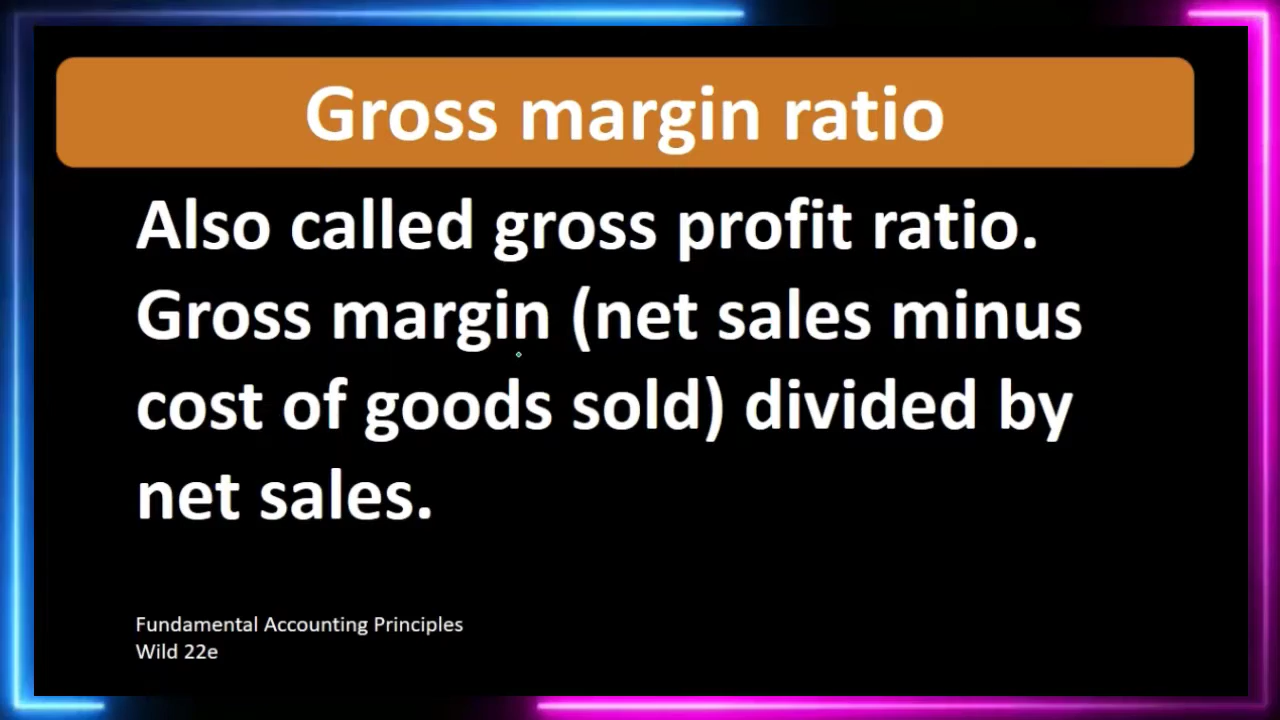 Gross margin ratio
Also called gross profit ratio.
Gross margin (net sales minus
cost of goods sold) divided by
net sales.
Fundamental Accounting Principles
Wild 22e